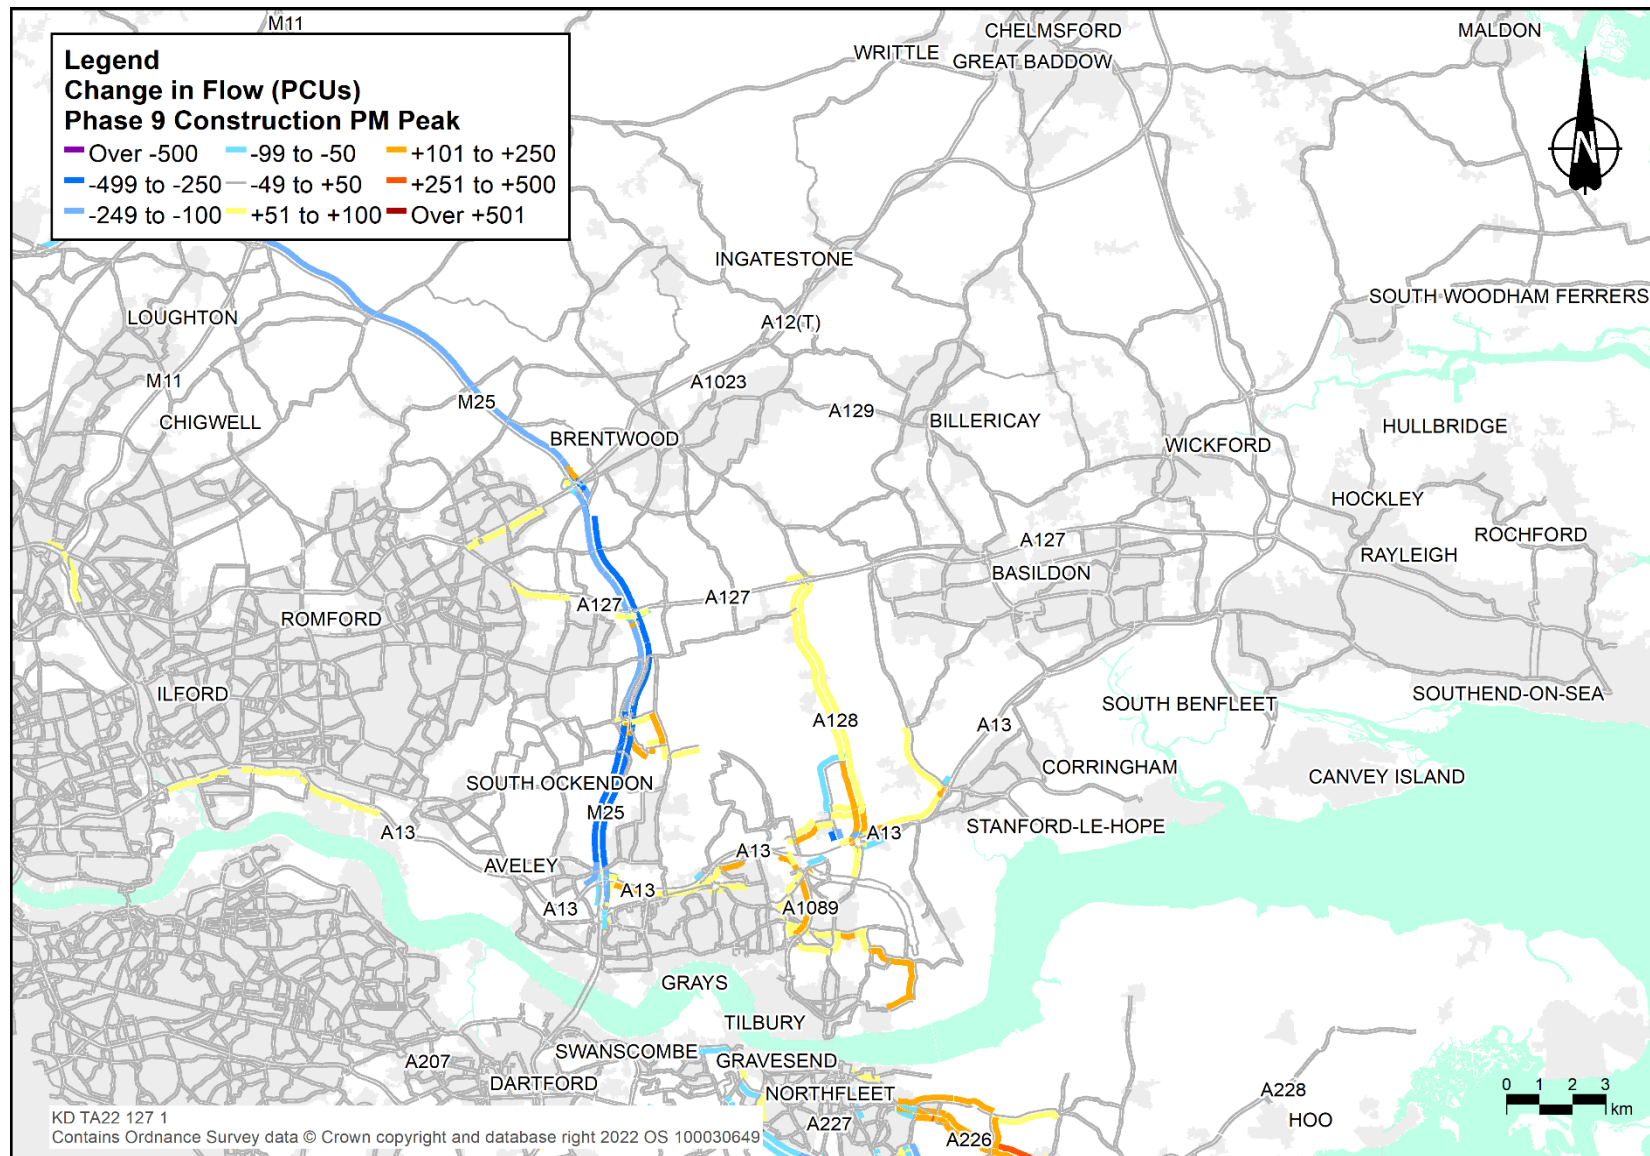 M11
CHELMSFORD
MALDON
WRITTLE
GREAT BADDOW
Legend
Change in Flow (PCUs)
Phase 9 Construction PM Peak
Over -500 -99 to -50 +101 to +250
-499 to -250 -49 to +50 +251 to +500
-249 to -100 +51 to +100 Over +501
N
INGATESTONE
SOUTH WOODHAM FERRERS
LOUGHTON
A12(T)
M11
A1023
M25
A129
CHIGWELL
BILLERICAY
HULLBRIDGE
BRENTWOOD
WICKFORD
HOCKLEY
ROCHFORD
A127
RAYLEIGH
BASILDON
A127
A127
ROMFORD
ILFORD
SOUTHEND-ON-SEA
SOUTH BENFLEET
A128
A13
CORRINGHAM
CANVEY ISLAND
SOUTH OCKENDON
M25
STANFORD-LE-HOPE
A13
A13
A13
AVELEY
A13
A13
A1089
GRAYS
TILBURY
SWANSCOMBE
GRAVESEND
A207
DARTFORD
NORTHFLEET
A228
HOO
A227
A226
0 1 2 3
km
KD TA22 127 1
Contains Ordnance Survey data © Crown copyright and database right 2022 OS 100030649